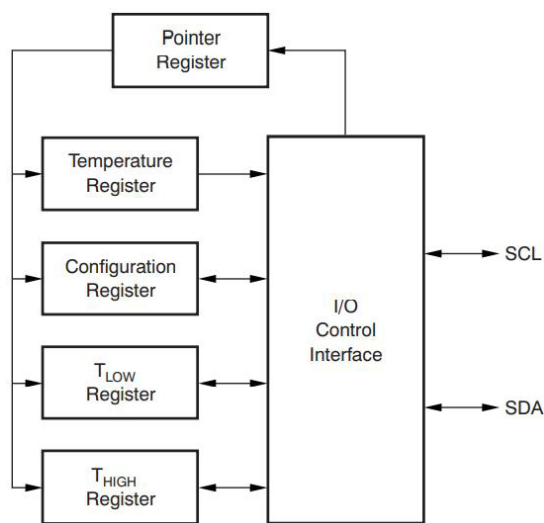 Pointer
Register
Temperature
Register
Configuration
Register
TLOW
Register
THIGH
Register
I/O
Control
Interface
SCL
SDA